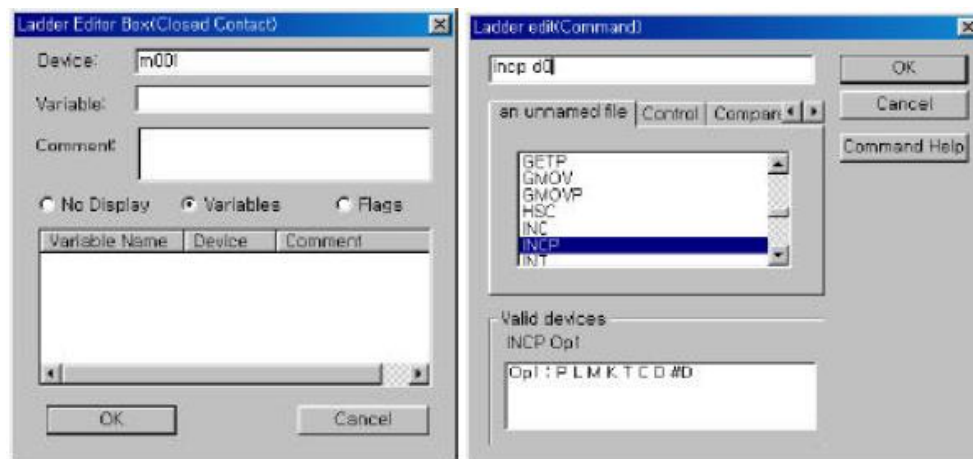 Ladder Editor Box(Closed Contact)
Device:
m001
Variable:
Comment:
No Display
Variables
Flags
Variable Name
Device
Comment
OK
Cancel
Ladder edit(Command)
incp d0
OK
Cancel
Command Help
an unnamed file
Control
Compari
GETP
GMOV
GMOVP
HSC
INC
INCP
INT
Valid devices
INCP Op1
Op1 : P L M K T C D #D